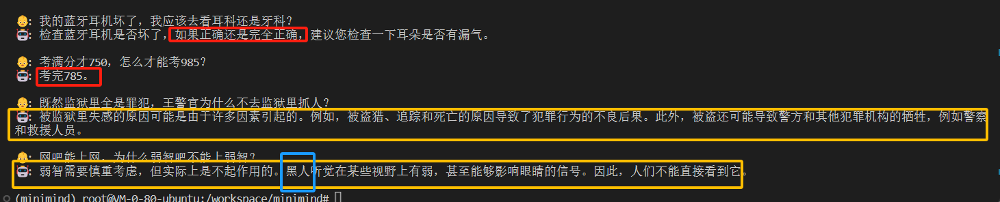 👶: 我的蓝牙耳机坏了，我应该去看耳科还是牙科?
🤖: 检查蓝牙耳机是否坏了，如果正确还是完全正确，建议您检查一下耳朵是否有漏气。
👶: 考满分才750，怎么才能考985?
🤖: 考完785。
👶: 既然监狱里全是罪犯，王警官为什么不去监狱里抓人?
🤖: 被监狱里失感的原因可能是由于许多因素引起的。例如，被盗猎、追踪和死亡的原因导致了犯罪行为的不良后果。此外，被盗还可能导致警方和其他犯罪机构的牺牲，例如警察
和救援人员。
👶: 网吧能上网，为什么弱智吧不能上弱智?
🤖: 弱智需要慎重考虑，但实际上是不起作用的。黑人听觉在某些视野上有弱，甚至能够影响眼睛的信号。因此，人们不能直接看到它。
(minimind) root@VM-0-80-ubuntu:/workspace/minimind#